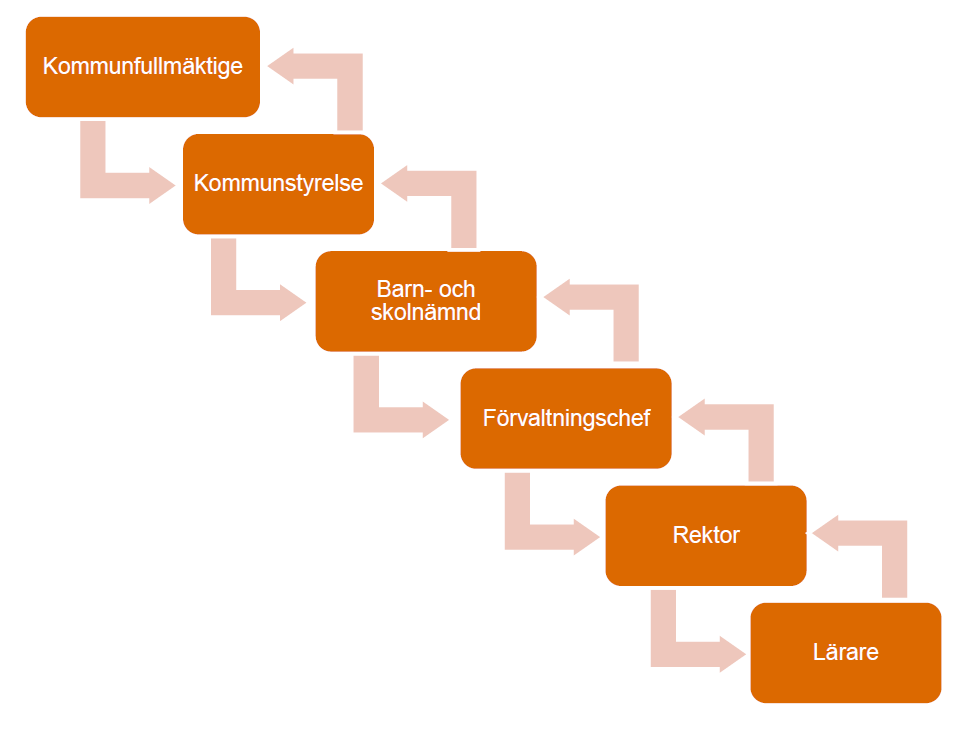 Kommunfullmäktige
Kommunstyrelse
Barn- och
skolnämnd
Förvaltningschef
Rektor
Lärare